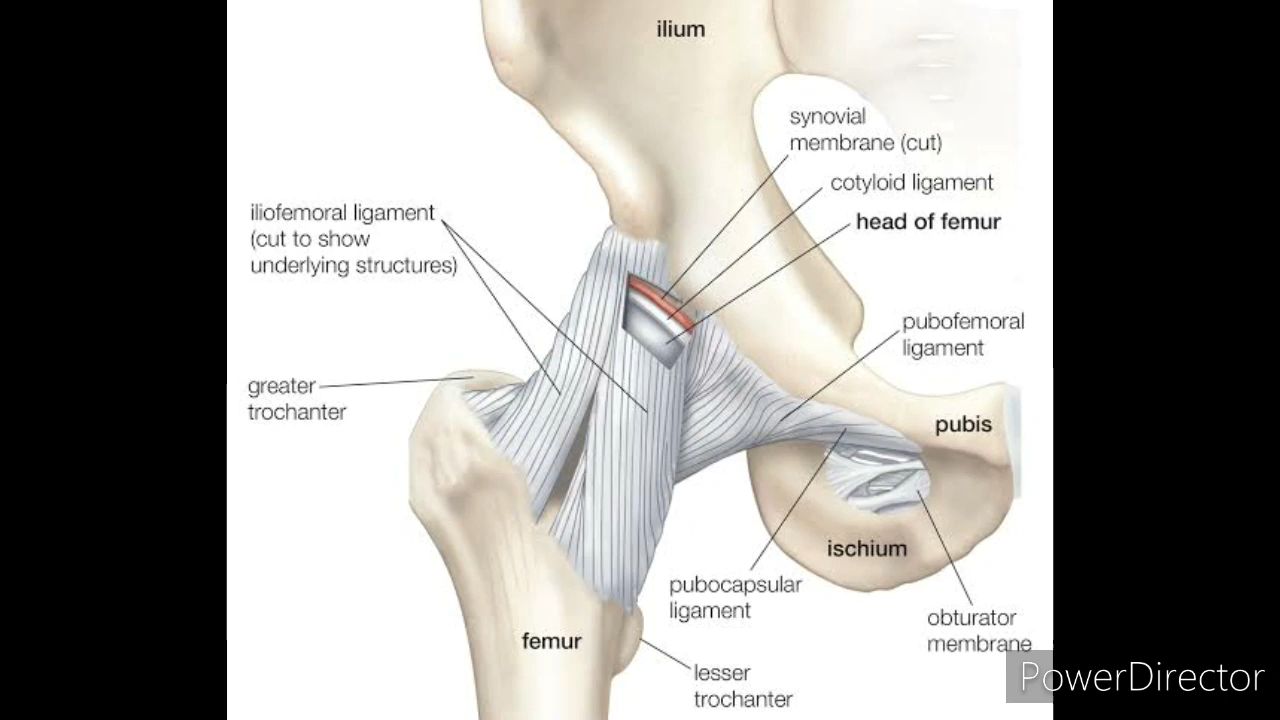 ilium
synovial
membrane (cut)
cotyloid ligament
head of femur
iliofemoral ligament
(cut to show
underlying structures)
pubofemoral
ligament
greater
trochanter
pubis
ischium
pubocapsular
ligament
obturator
membrane
femur
lesser
trochanter
PowerDirector